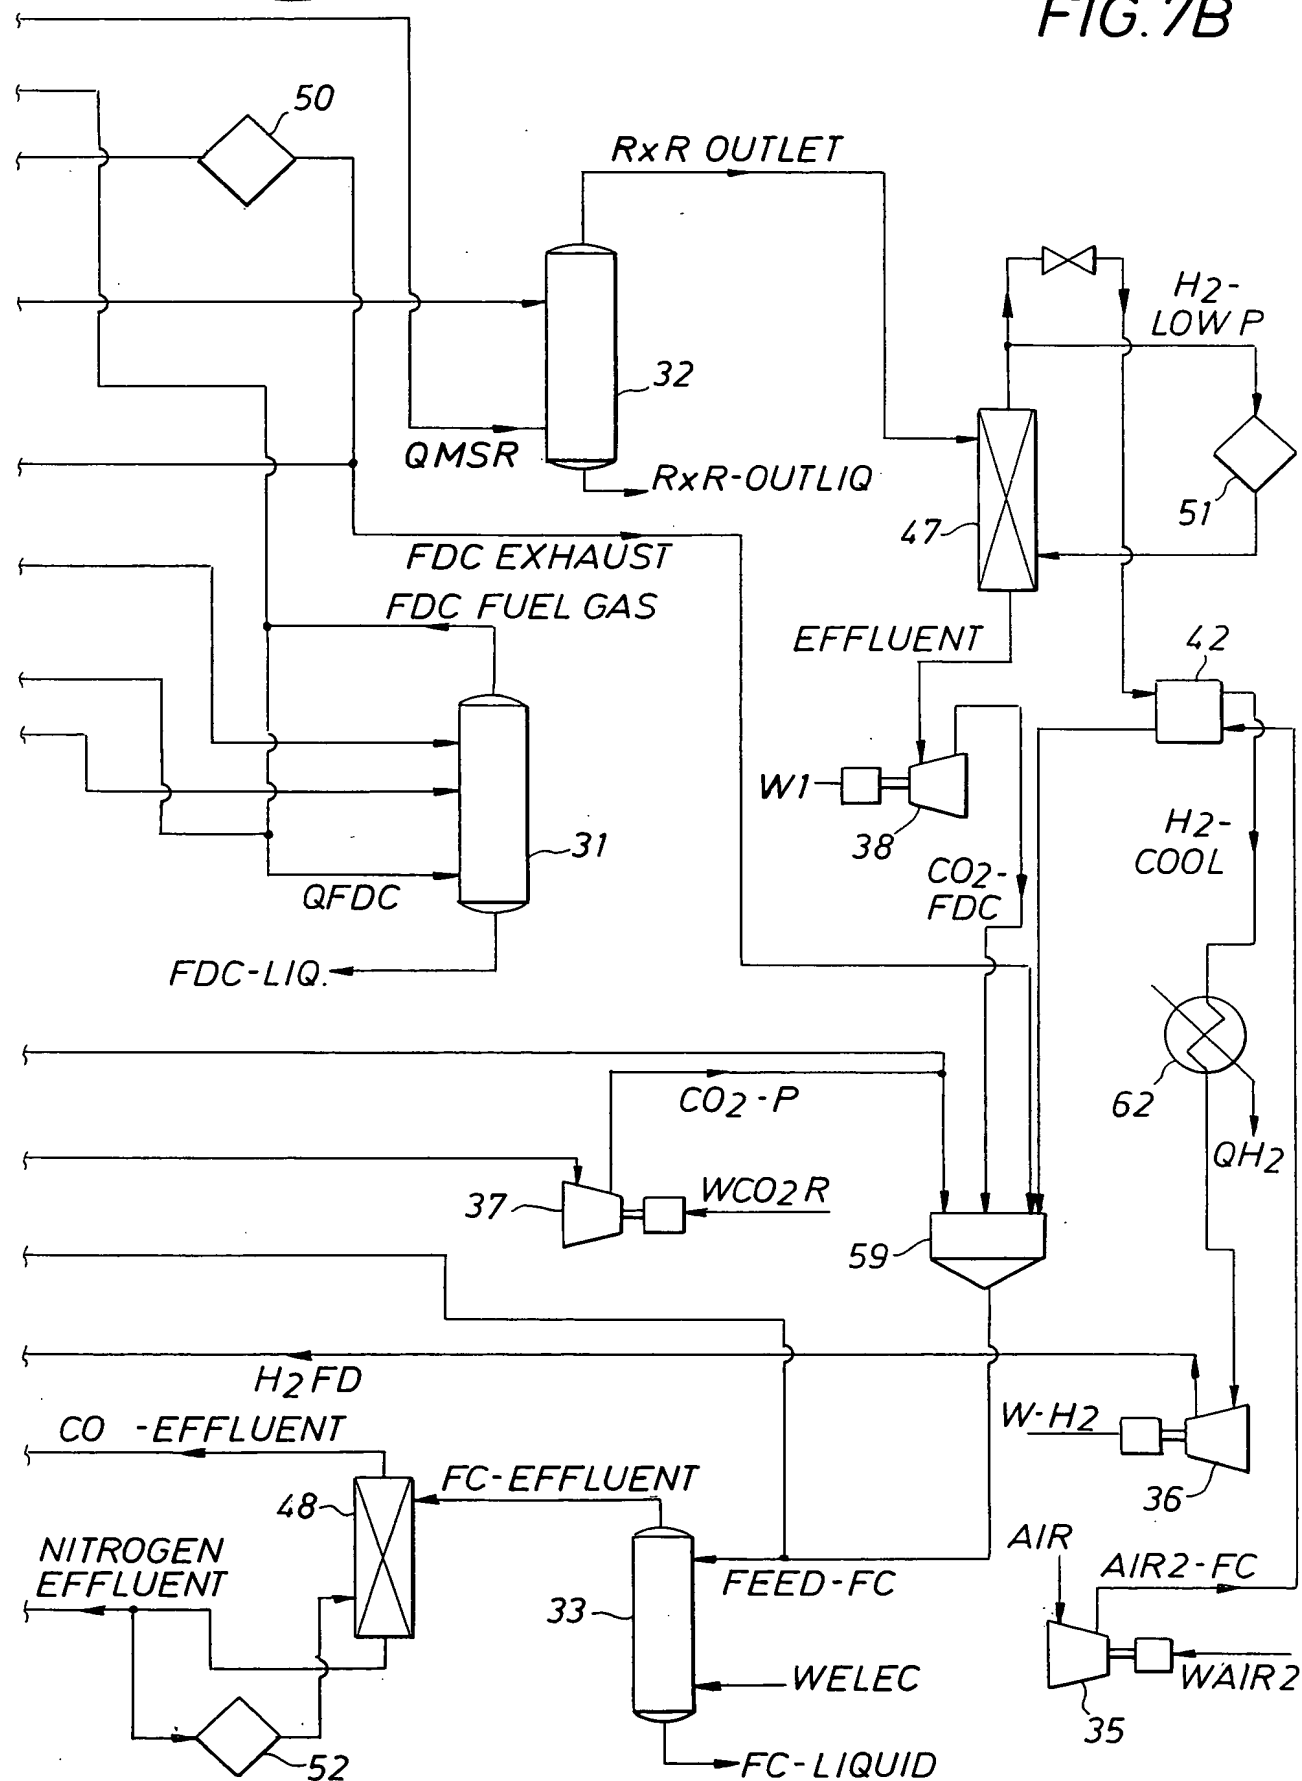 FIG. 7B
50
RxR OUTLET
H2-
LOW P
32
QMSR
RxR-OUTLIQ
47
51
FDC EXHAUST
FDC FUEL GAS
EFFLUENT
42
W1
38
31
H2-
COOL
CO2-
FDC
QFDC
FDC-LIQ.
62
CO2-P
QH2
37
WCO2R
59
H2FD
W-H2
CO -EFFLUENT
FC-EFFLUENT
48
36
AIR
NITROGEN
EFFLUENT
AIR2-FC
FEED-FC
33
WELEC
WAIR2
35
52
FC-LIQUID